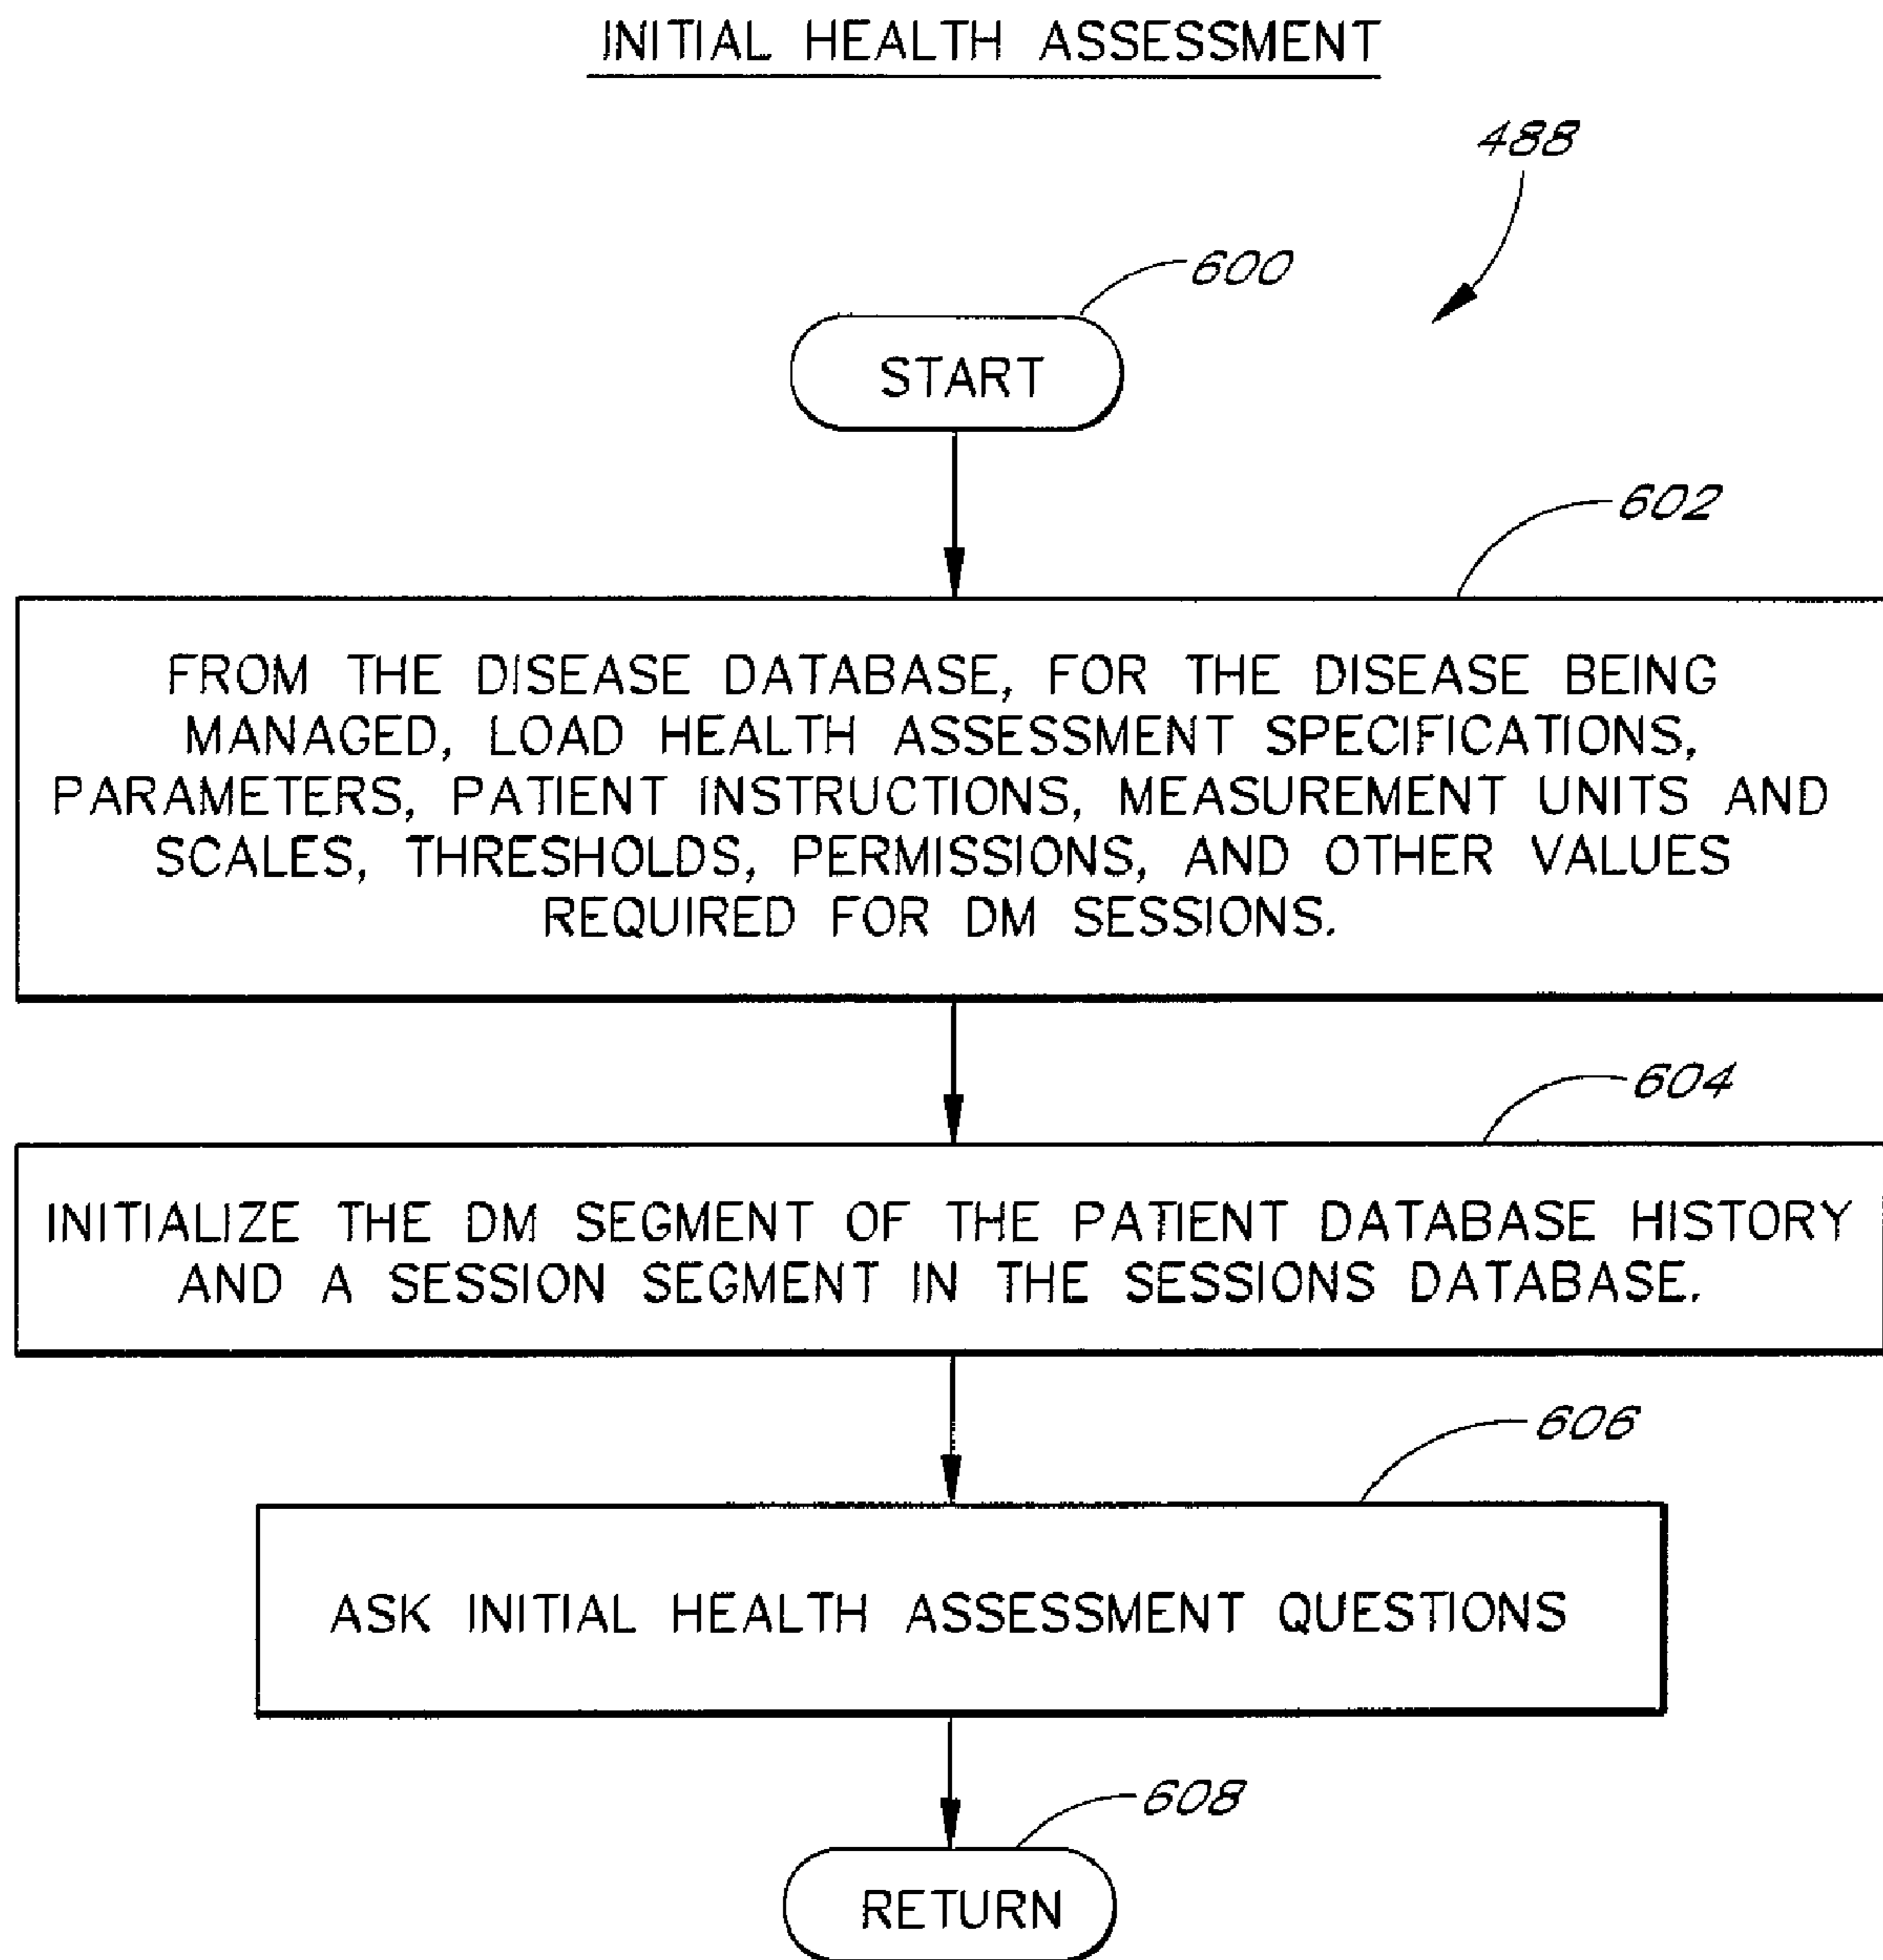 INITIAL HEALTH ASSESSMENT
488
600
START
602
FROM THE DISEASE DATABASE, FOR THE DISEASE BEING
MANAGED, LOAD HEALTH ASSESSMENT SPECIFICATIONS,
PARAMETERS, PATIENT INSTRUCTIONS, MEASUREMENT UNITS AND
SCALES, THRESHOLDS, PERMISSIONS, AND OTHER VALUES
REQUIRED FOR DM SESSIONS.
604
INITIALIZE THE DM SEGMENT OF THE PATIENT DATABASE HISTORY
AND A SESSION SEGMENT IN THE SESSIONS DATABASE.
606
ASK INITIAL HEALTH ASSESSMENT QUESTIONS
608
RETURN